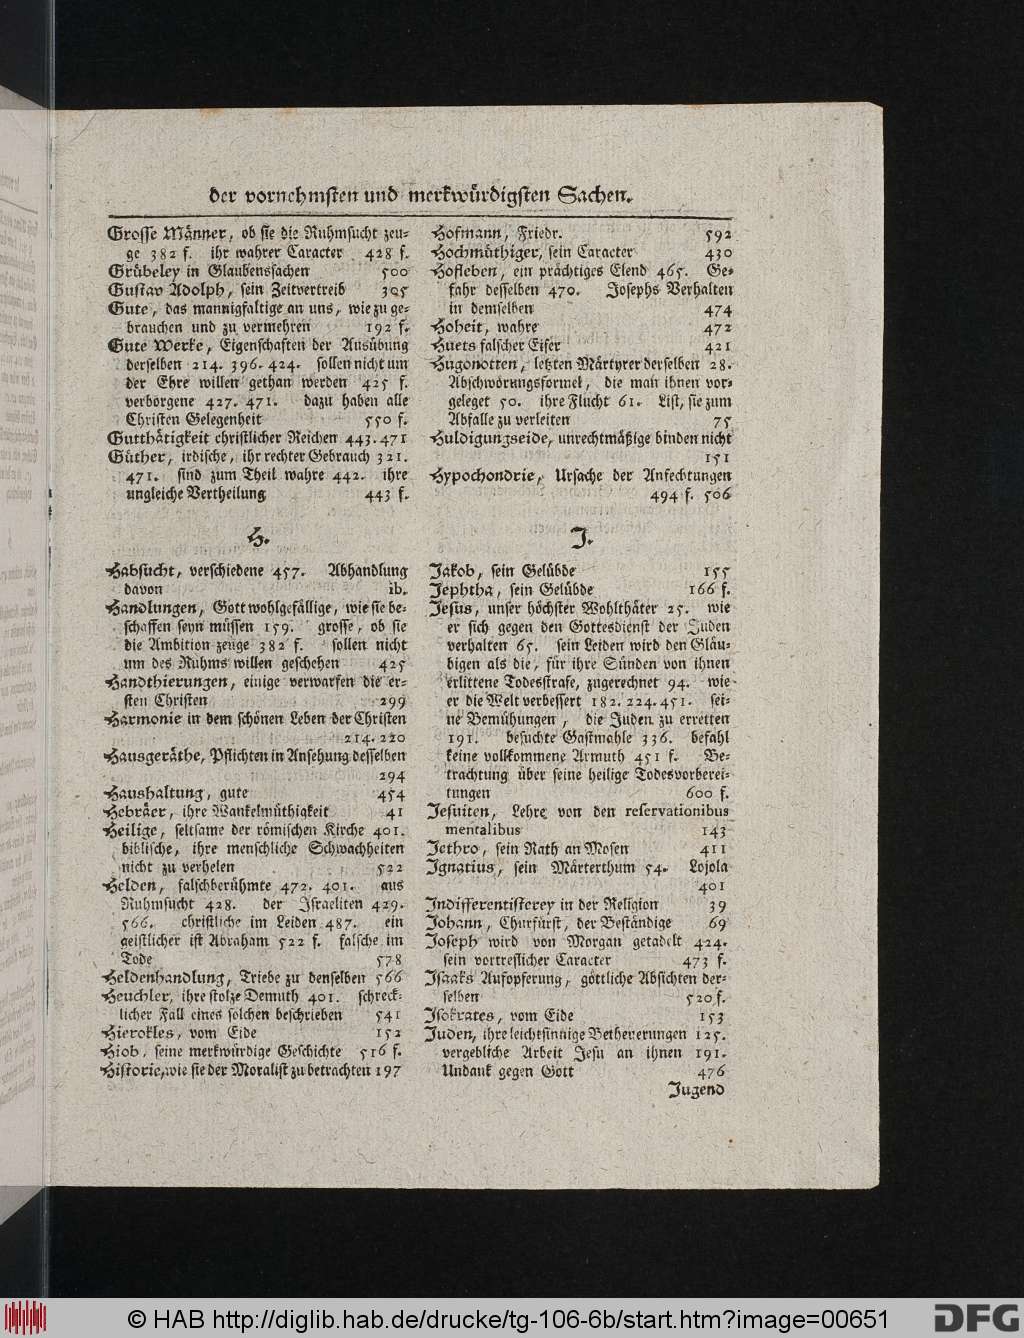 der vornehmsten und merkwürdigsten Sachen.
Grosse Männer, ob sie die Ruhmsucht zeu-
ge 382 f. ihr wahrer Caracter 428 f.
Grübeley in Glaubenssachen 500
Gustav Adolph, sein Zeitvertreib 305
Gute, das mannigfaltige an uns, wie zu ge-
brauchen und zu vermehren 192 f.
Gute Werke, Eigenschaften der Ausübung
derselben 214. 396. 424. sollen nicht um
der Ehre willen gethan werden 425 f.
verborgene 427. 471. dazu haben alle
Christen Gelegenheit 550 f.
Gutthätigkeit christlicher Reichen 443. 471
Güther, irdische, ihr rechter Gebrauch 321.
471. sind zum Theil wahre 442. ihre
ungleiche Vertheilung 443 f.
H.
Habsucht, verschiedene 457. Abhandlung
davon ib.
Handlungen, Gott wohlgefällige, wie sie be-
schaffen seyn müssen 159. grosse, ob sie
die Ambition zeuge 382 f. sollen nicht
um des Ruhms willen geschehen 425
Handthierungen, einige verwarfen die er-
sten Christen 299
Harmonie in dem schönen Leben der Christen
214. 220
Hausgeräthe, Pflichten in Ansehung desselben
294
Haushaltung, gute 454
Hebräer, ihre Wankelmüthigkeit 41
Heilige, seltsame der römischen Kirche 401.
biblische, ihre menschliche Schwachheiten
nicht zu verhelen 522
Helden, falschberühmte 472. 401. aus
Ruhmsucht 428. der Israeliten 429.
566. christliche im Leiden 487. ein
geistlicher ist Abraham 522 f. falsche im
Tode 578
Heldenhandlung, Triebe zu denselben 566
Heuchler, ihre stolze Demuth 401. schreck-
licher Fall eines solchen beschrieben 541
Hierokles, vom Eide 152
Hiob, seine merkwürdige Geschichte 516 f.
Historie, wie sie der Moralist zu betrachten 197
Hofmann, Friedr. 592
Hochmüthiger, sein Caracter 430
Hofleben, ein prächtiges Elend 465. Ge-
fahr desselben 470. Josephs Verhalten
in demselben 474
Hoheit, wahre 472
Huets falscher Eifer 421
Hugonotten, letzten Märtyrer derselben 28.
Abschwörungsformel, die man ihnen vor-
geleget 50. ihre Flucht 61. List, sie zum
Abfalle zu verleiten 75
Huldigungseide, unrechtmäßige binden nicht
151
Hypochondrie, Ursache der Anfechtungen
494 f. 506
J.
Jakob, sein Gelübde 155
Jephtha, sein Gelübde 166 f.
Jesus, unser höchster Wohlthäter 25. wie
er sich gegen den Gottesdienst der Juden
verhalten 65. sein Leiden wird den Gläu-
bigen als die, für ihre Sünden von ihnen
erlittene Todesstrafe, zugerechnet 94. wie
er die Welt verbessert 182. 224. 451. sei-
ne Bemühungen, die Juden zu erretten
191. besuchte Gastmahle 336. befahl
keine vollkommene Armuth 451 f. Be-
trachtung über seine heilige Todesvorberei-
tungen 600 f.
Jesuiten, Lehre von den reservationibus
mentalibus 143
Jethro, sein Rath an Mosen 411
Ignatius, sein Märterthum 54. Lojola
401
Indifferentisterey in der Religion 39
Johann, Churfürst, der Beständige 69
Joseph wird von Morgan getadelt 424.
sein vortreflicher Caracter 473 f.
Isaaks Aufopferung, göttliche Absichten der-
selben 520 f.
Isokrates, vom Eide 153
Juden, ihre leichtsinnige Betheuerungen 125.
vergebliche Arbeit Jesu an ihnen 191.
Undank gegen Gott 476
Jugend
© HAB http://diglib.hab.de/drucke/tg-106-6b/start.htm?image=00651
DFG